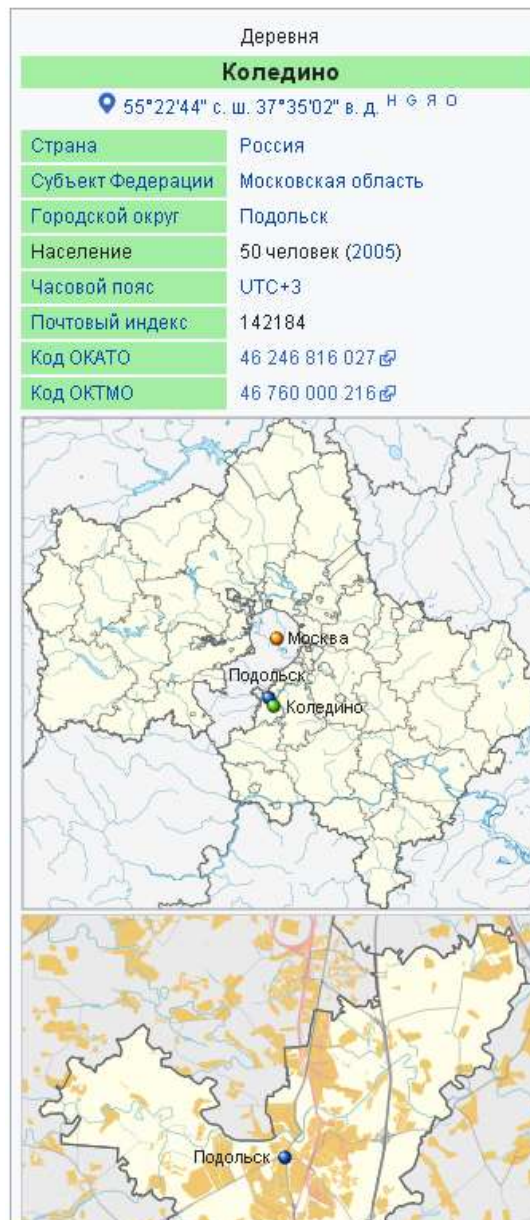 Деревня
Коледино
55°22′44″ с. ш. 37°35′02″ в. д. H G Я O
Страна Россия
Субъект Федерации Московская область
Городской округ Подольск
Население 50 человек (2005)
Часовой пояс UTC+3
Почтовый индекс 142184
Код ОКАТО 46 246 816 027
Код ОКТМО 46 760 000 216
Москва
Подольск
Коледино
Подольск